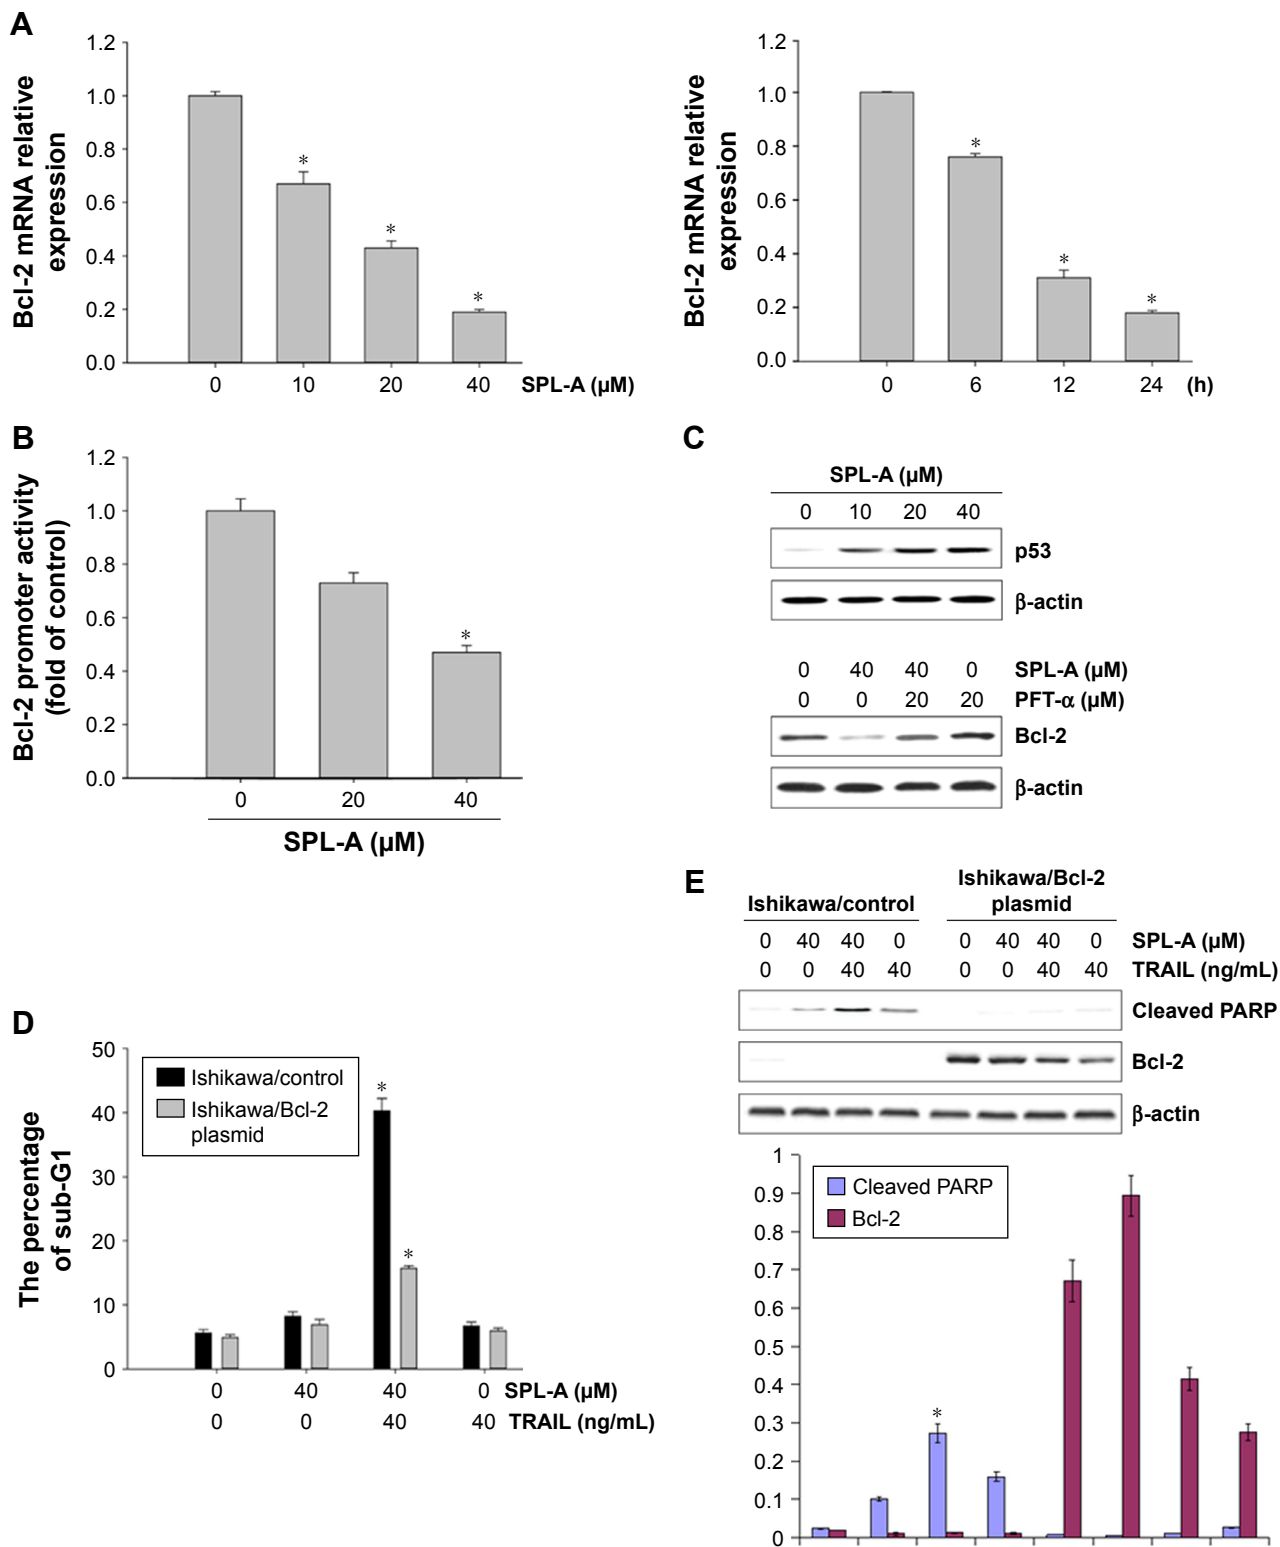 A
Bcl-2 mRNA relative
expression
1.2
1.0
0.8
0.6
0.4
0.2
0.0
*
*
*
0 10 20 40 SPL-A (µM)
Bcl-2 mRNA relative
expression
1.2
1.0
0.8
0.6
0.4
0.2
0.0
*
*
*
0 6 12 24 (h)
B
Bcl-2 promoter activity
(fold of control)
1.2
1.0
0.8
0.6
0.4
0.2
0.0
*
0 20 40
SPL-A (µM)
C
SPL-A (µM)
0 10 20 40
p53
β-actin
0 40 40 0 SPL-A (µM)
0 0 20 20 PFT-α (µM)
Bcl-2
β-actin
D
The percentage
of sub-G1
50
40
30
20
10
0
Ishikawa/control
Ishikawa/Bcl-2
plasmid
*
*
0 40 40 0 SPL-A (µM)
0 0 40 40 TRAIL (ng/mL)
E
Ishikawa/control
Ishikawa/Bcl-2
plasmid
0 40 40 0 0 40 40 0 SPL-A (µM)
0 0 40 40 0 0 40 40 TRAIL (ng/mL)
Cleaved PARP
Bcl-2
β-actin
1
0.9
0.8
0.7
0.6
0.5
0.4
0.3
0.2
0.1
0
Cleaved PARP
Bcl-2
*